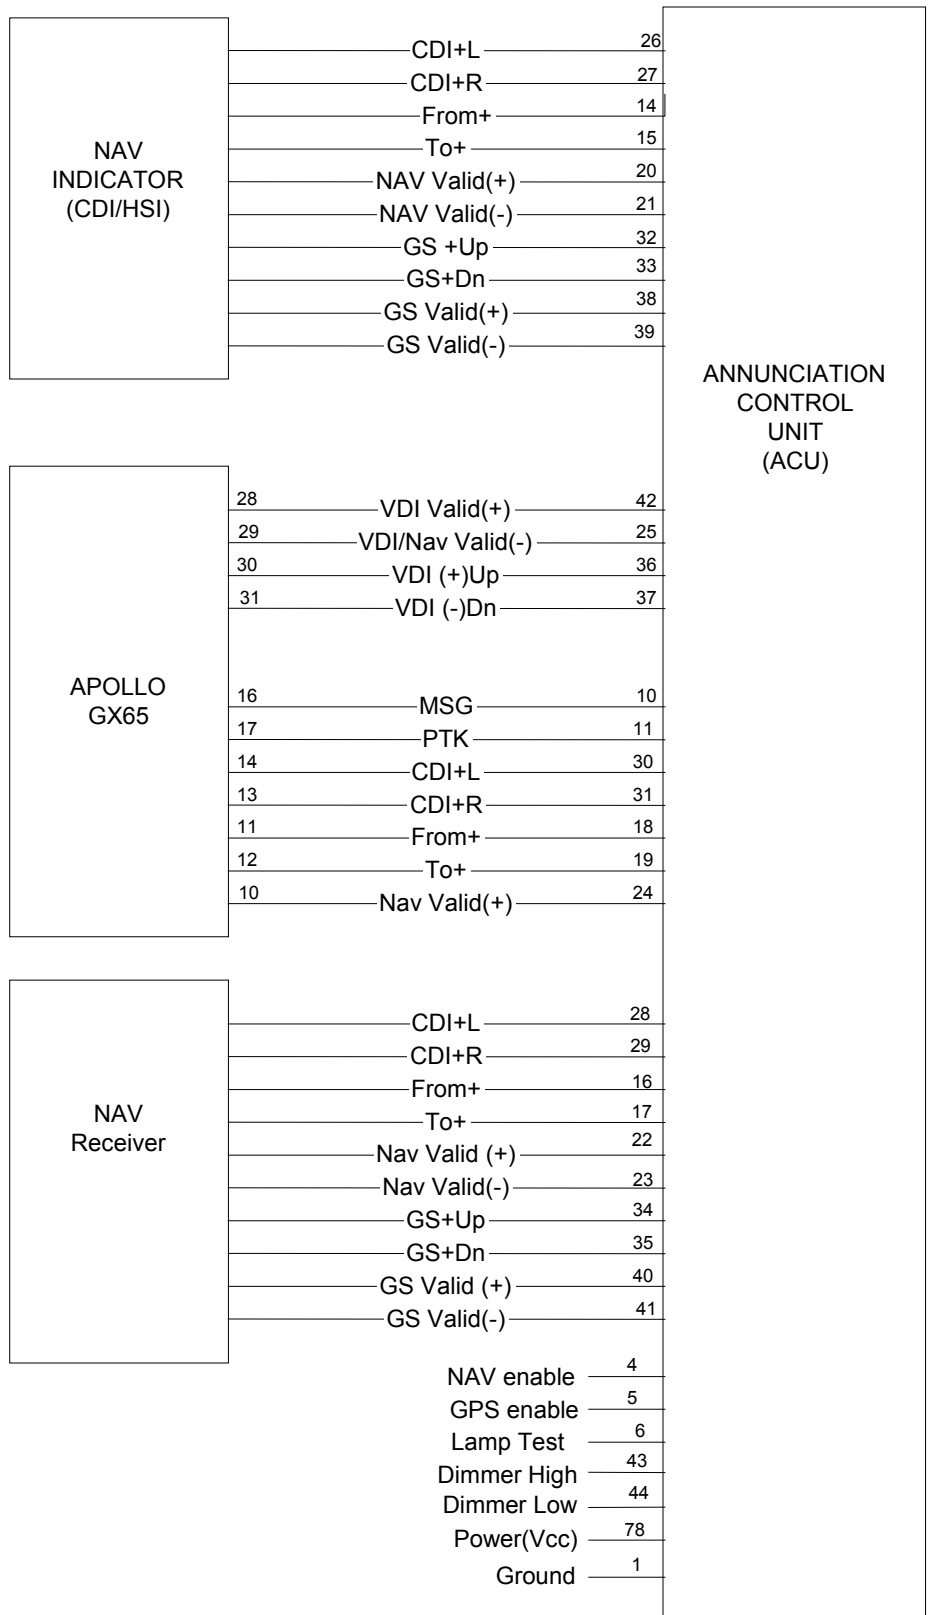 NAV
INDICATOR
(CDI/HSI)
CDI+L 26
CDI+R 27
From+ 14
To+ 15
NAV Valid(+) 20
NAV Valid(-) 21
GS +Up 32
GS+Dn 33
GS Valid(+) 38
GS Valid(-) 39
ANNUNCIATION
CONTROL
UNIT
(ACU)
APOLLO
GX65
28 VDI Valid(+) 42
29 VDI/Nav Valid(-) 25
30 VDI (+)Up 36
31 VDI (-)Dn 37
16 MSG 10
17 PTK 11
14 CDI+L 30
13 CDI+R 31
11 From+ 18
12 To+ 19
10 Nav Valid(+) 24
NAV
Receiver
CDI+L 28
CDI+R 29
From+ 16
To+ 17
Nav Valid (+) 22
Nav Valid(-) 23
GS+Up 34
GS+Dn 35
GS Valid (+) 40
GS Valid(-) 41
NAV enable 4
GPS enable 5
Lamp Test 6
Dimmer High 43
Dimmer Low 44
Power(Vcc) 78
Ground 1